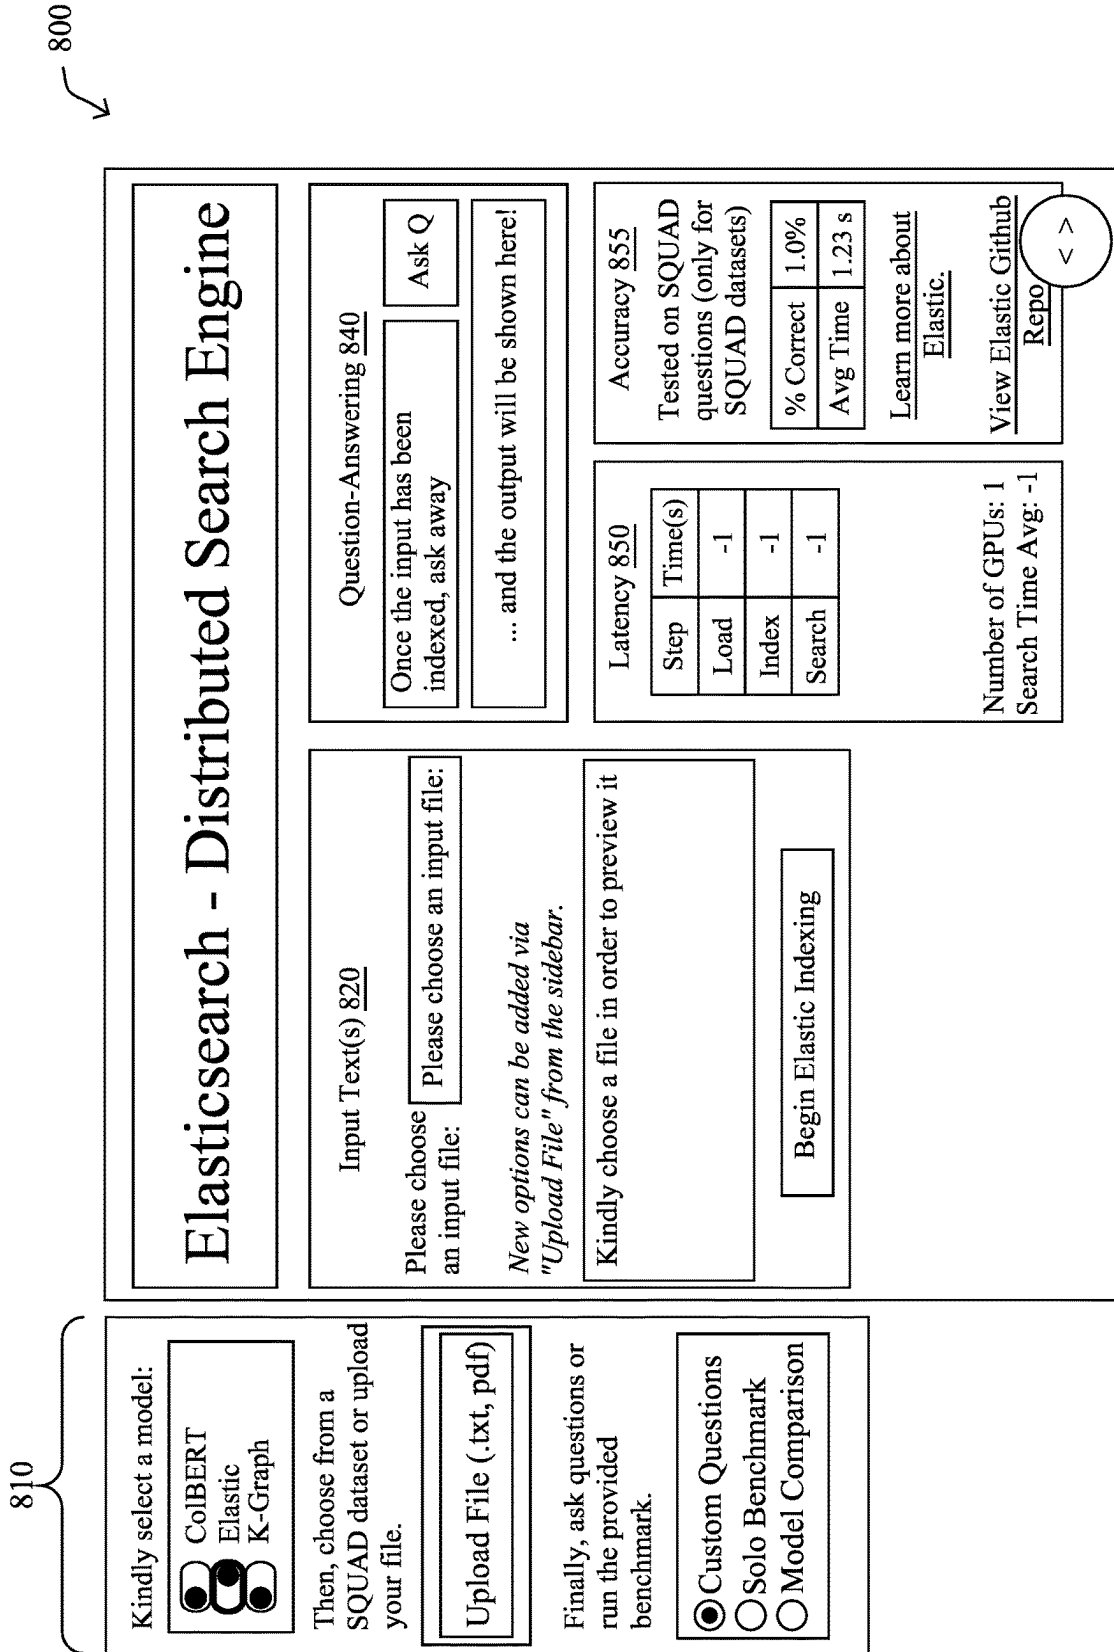 800
810
Kindly select a model:
ColBERT
Elastic
K-Graph
Then, choose from a
SQUAD dataset or upload
your file.
Upload File (.txt, pdf)
Finally, ask questions or
run the provided
benchmark.
Custom Questions
Solo Benchmark
Model Comparison
Elasticsearch - Distributed Search Engine
Input Text(s) 820
Please choose
an input file:
Please choose an input file:
New options can be added via
"Upload File" from the sidebar.
Kindly choose a file in order to preview it
Begin Elastic Indexing
Question-Answering 840
Once the input has been
indexed, ask away
Ask Q
... and the output will be shown here!
Latency 850
Step Time(s)
Load -1
Index -1
Search -1
Number of GPUs: 1
Search Time Avg: -1
Accuracy 855
Tested on SQUAD
questions (only for
SQUAD datasets)
% Correct 1.0%
Avg Time 1.23 s
Learn more about
Elastic.
View Elastic Github
Repo
< >